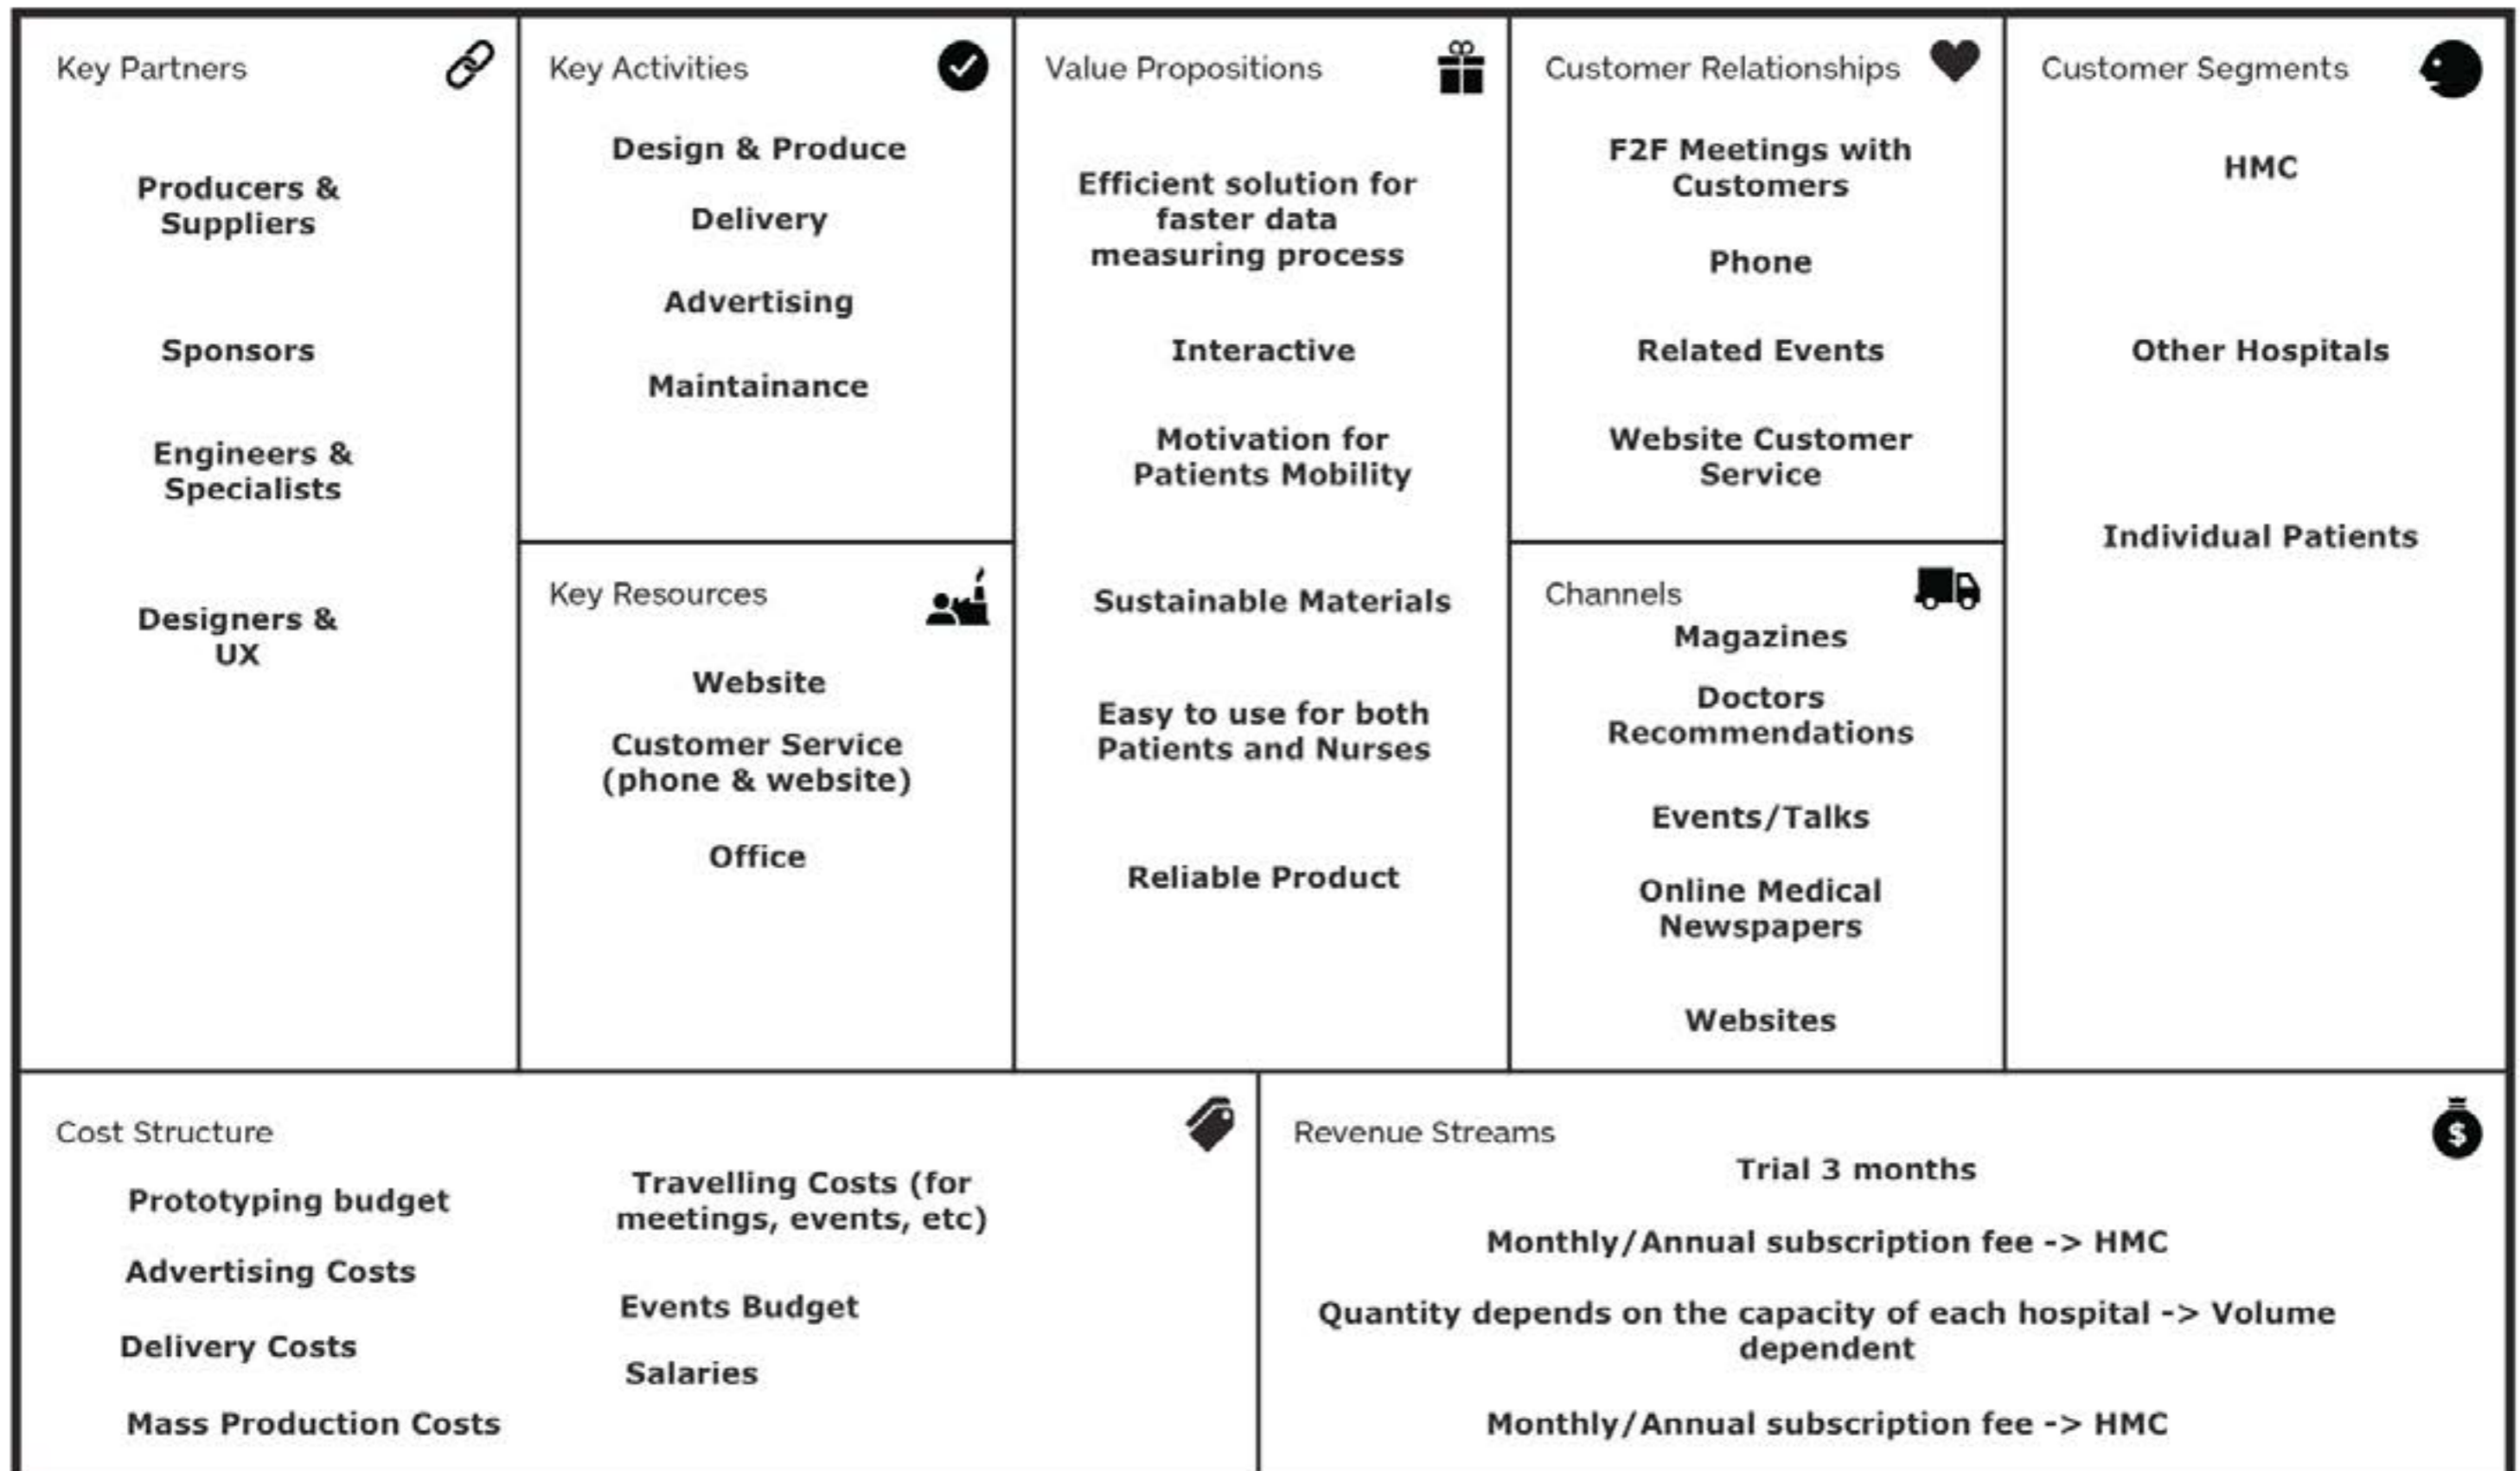 Key Partners
Producers &
Suppliers
Sponsors
Engineers &
Specialists
Designers &
UX
Key Activities
Design & Produce
Delivery
Advertising
Maintainance
Key Resources
Website
Customer Service
(phone & website)
Office
Value Propositions
Efficient solution for
faster data
measuring process
Interactive
Motivation for
Patients Mobility
Sustainable Materials
Easy to use for both
Patients and Nurses
Reliable Product
Customer Relationships
F2F Meetings with
Customers
Phone
Related Events
Website Customer
Service
Channels
Magazines
Doctors
Recommendations
Events/Talks
Online Medical
Newspapers
Websites
Customer Segments
HMC
Other Hospitals
Individual Patients
Cost Structure
Prototyping budget
Advertising Costs
Delivery Costs
Mass Production Costs
Travelling Costs (for
meetings, events, etc)
Events Budget
Salaries
Revenue Streams
$
Trial 3 months
Monthly/Annual subscription fee -> HMC
Quantity depends on the capacity of each hospital -> Volume
dependent
Monthly/Annual subscription fee -> HMC